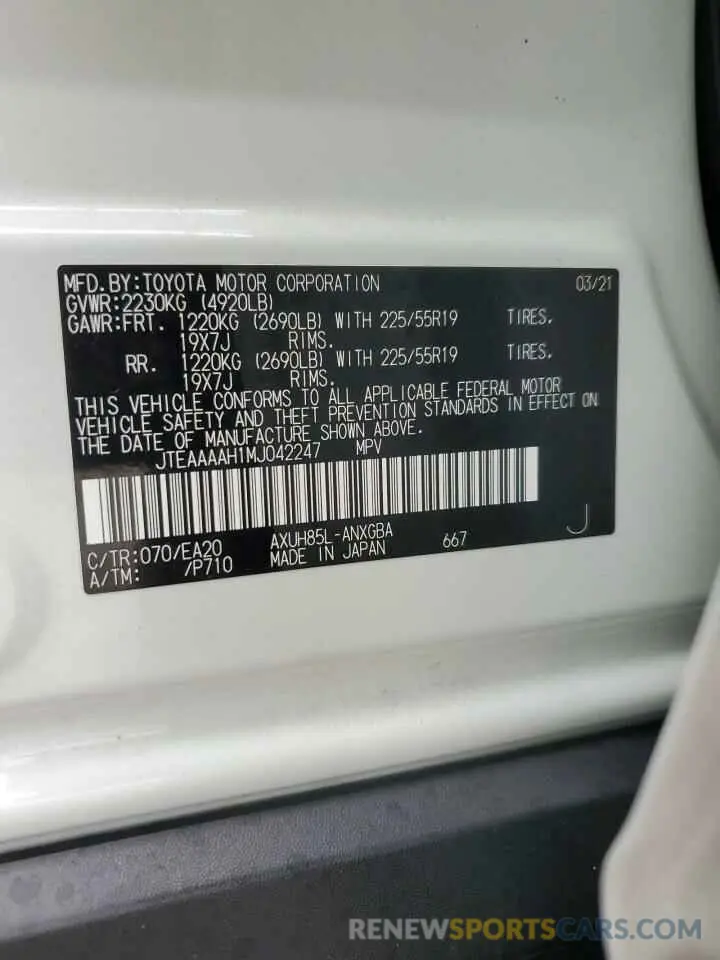 MFD.BY:TOYOTA MOTOR CORPORATION 03/21
GVWR:2230KG (4920LB)
GAWR:FRT. 1220KG (2690LB) WITH 225/55R19 TIRES.
19X7J RIMS.
RR. 1220KG (2690LB) WITH 225/55R19 TIRES.
19X7J RIMS.
THIS VEHICLE CONFORMS TO ALL APPLICABLE FEDERAL MOTOR
VEHICLE SAFETY AND THEFT PREVENTION STANDARDS IN EFFECT ON
THE DATE OF MANUFACTURE SHOWN ABOVE.
JTEAAAAH1MJ042247 MPV
C/TR:070/EA20 AXUH85L-ANXGBA 667 J
A/TM: /P710 MADE IN JAPAN
RENEWSPORTSCARS.COM